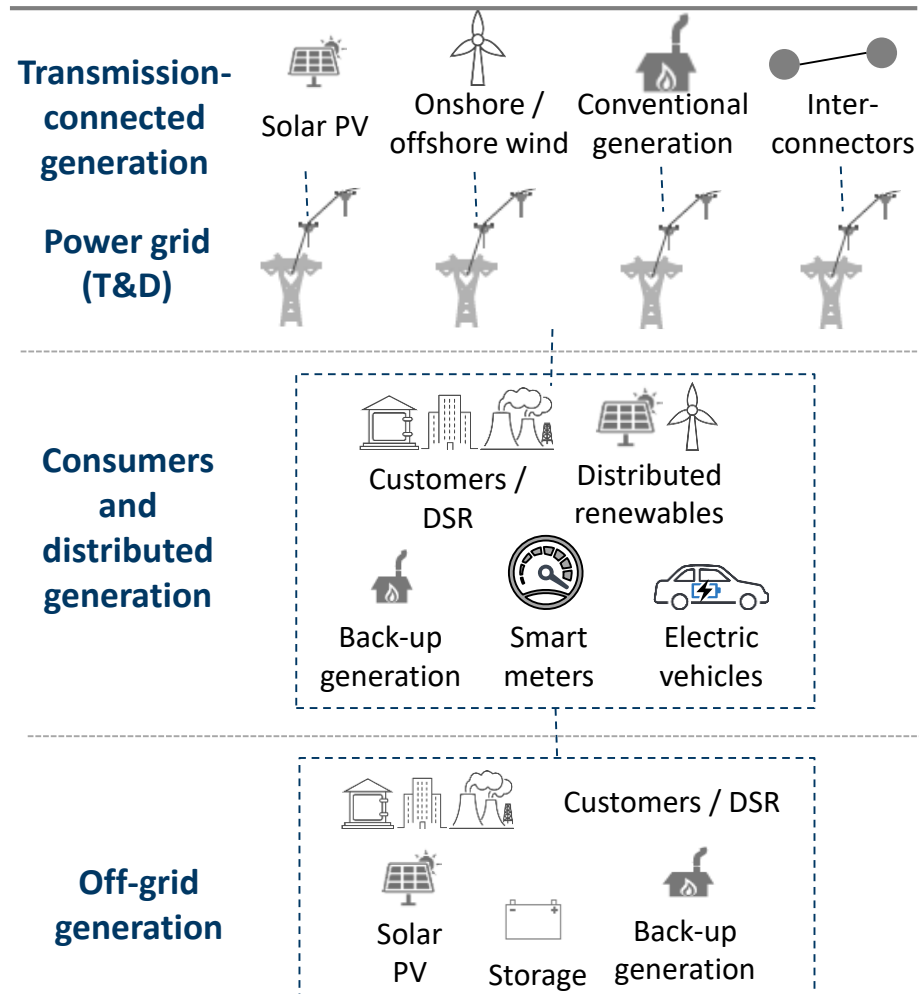 Transmission-
connected
generation
Solar PV
Onshore /
offshore wind
Conventional
generation
Inter-
connectors
Power grid
(T&D)
Consumers
and
distributed
generation
Customers /
DSR
Distributed
renewables
Back-up
generation
Smart
meters
Electric
vehicles
Off-grid
generation
Customers / DSR
Solar
PV
Storage
Back-up
generation